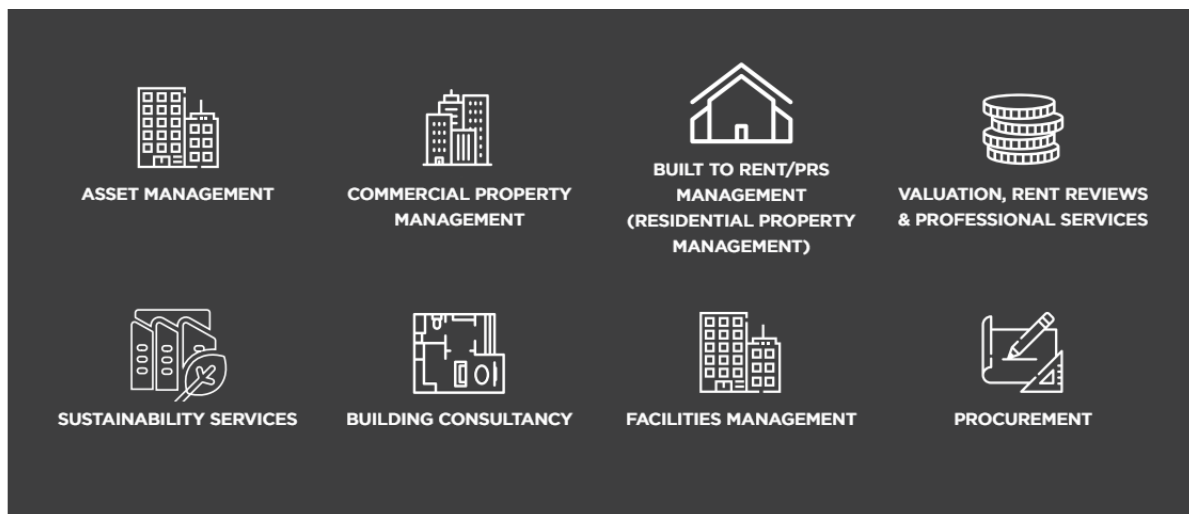 ASSET MANAGEMENT
COMMERCIAL PROPERTY
MANAGEMENT
BUILT TO RENT/PRS
MANAGEMENT
(RESIDENTIAL PROPERTY
MANAGEMENT)
VALUATION, RENT REVIEWS
& PROFESSIONAL SERVICES
SUSTAINABILITY SERVICES
BUILDING CONSULTANCY
FACILITIES MANAGEMENT
PROCUREMENT